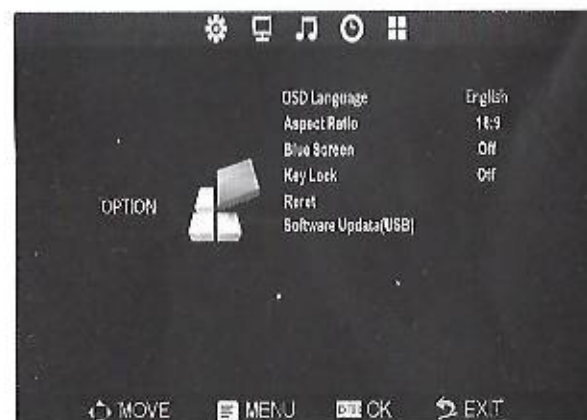 OSD Language English
Aspect Ratio 16:9
Blue Screen Off
Key Lock Off
OPTION
Reset
Software Updata(USB)
MOVE MENU OK EXIT